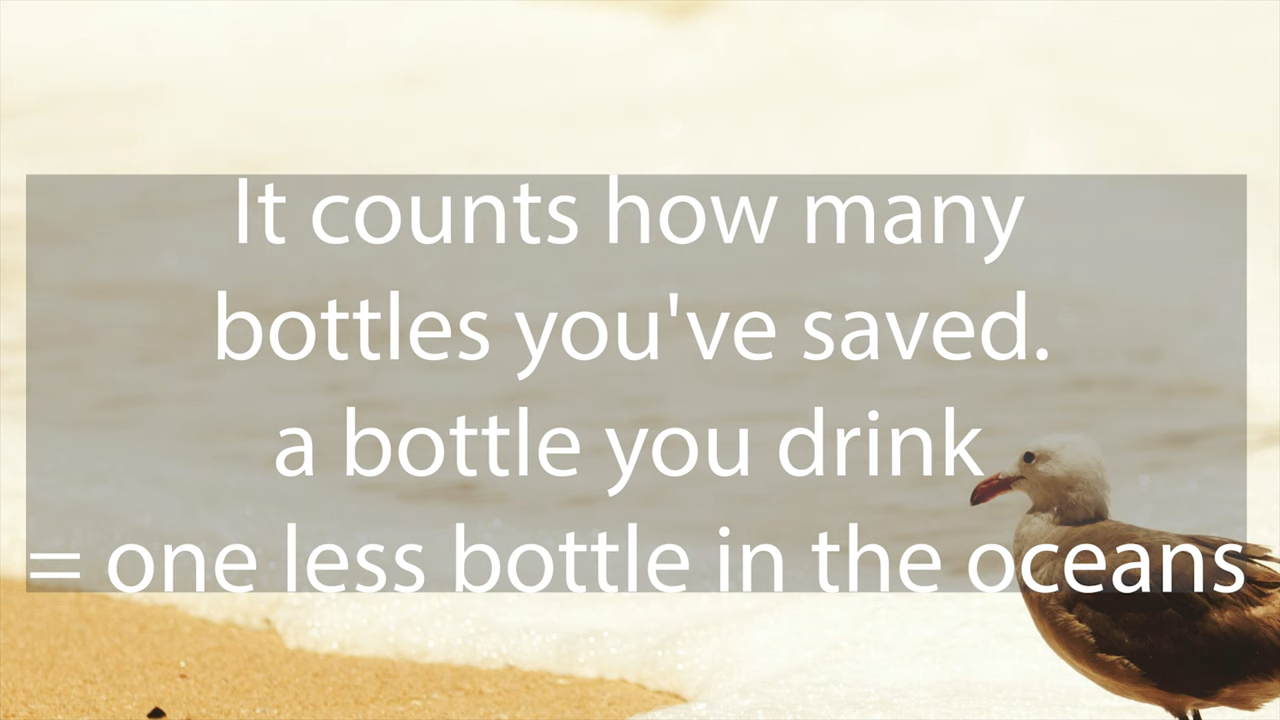 It counts how many
bottles you've saved.
a bottle you drink
= one less bottle in the oceans